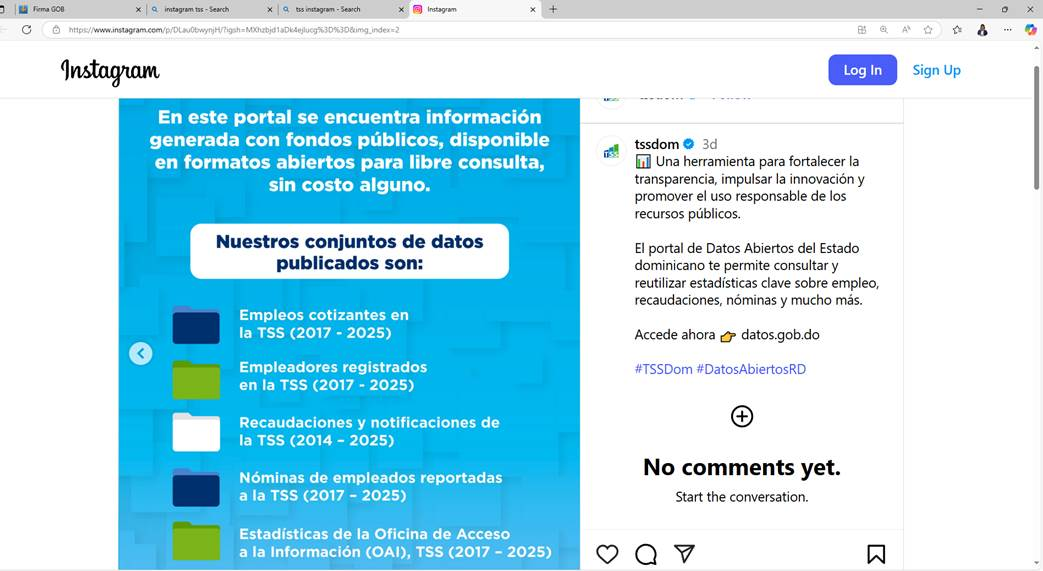 Firma GOB
instagram tss - Search
tss instagram - Search
Instagram
https://www.instagram.com/p/DLau0bwynjH/?igsh=MXhzbjd1aDk4ejlucg%3D%3D&img_index=2
Instagram
Log In
Sign Up
En este portal se encuentra información
generada con fondos públicos, disponible
en formatos abiertos para libre consulta,
sin costo alguno.
Nuestros conjuntos de datos
publicados son:
Empleos cotizantes en
la TSS (2017 - 2025)
Empleadores registrados
en la TSS (2017 - 2025)
Recaudaciones y notificaciones de
la TSS (2014 – 2025)
Nóminas de empleados reportadas
a la TSS (2017 – 2025)
Estadísticas de la Oficina de Acceso
a la Información (OAI), TSS (2017 – 2025)
TSS
tssdom 3d
Una herramienta para fortalecer la
transparencia, impulsar la innovación y
promover el uso responsable de los
recursos públicos.
El portal de Datos Abiertos del Estado
dominicano te permite consultar y
reutilizar estadísticas clave sobre empleo,
recaudaciones, nóminas y mucho más.
Accede ahora 👉 datos.gob.do
#TSSDom #DatosAbiertosRD
No comments yet.
Start the conversation.